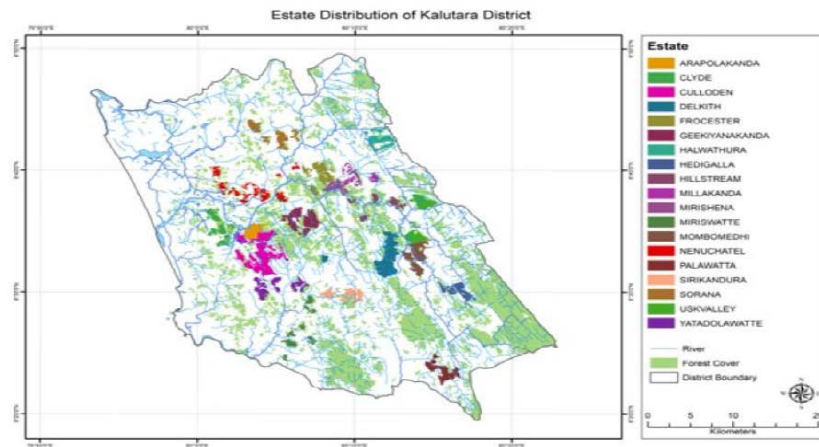 Estate Distribution of Kalutara District
Estate
ARAPOLAKANDA
CLYDE
CULLODEN
DELKITH
FROCESTER
GEEKIYANAKANDA
HALWATHURA
HEDIGALLA
HILLSTREAM
MILLAKANDA
MIRISHENA
MIRISWATTE
MOMBOMEDHI
NENUCHATEL
PALAWATTA
SIRIKANDURA
SORANA
USKVALLEY
YATADOLAWATTE
River
Forest Cover
District Boundary
0 5 10 20
Kilometers